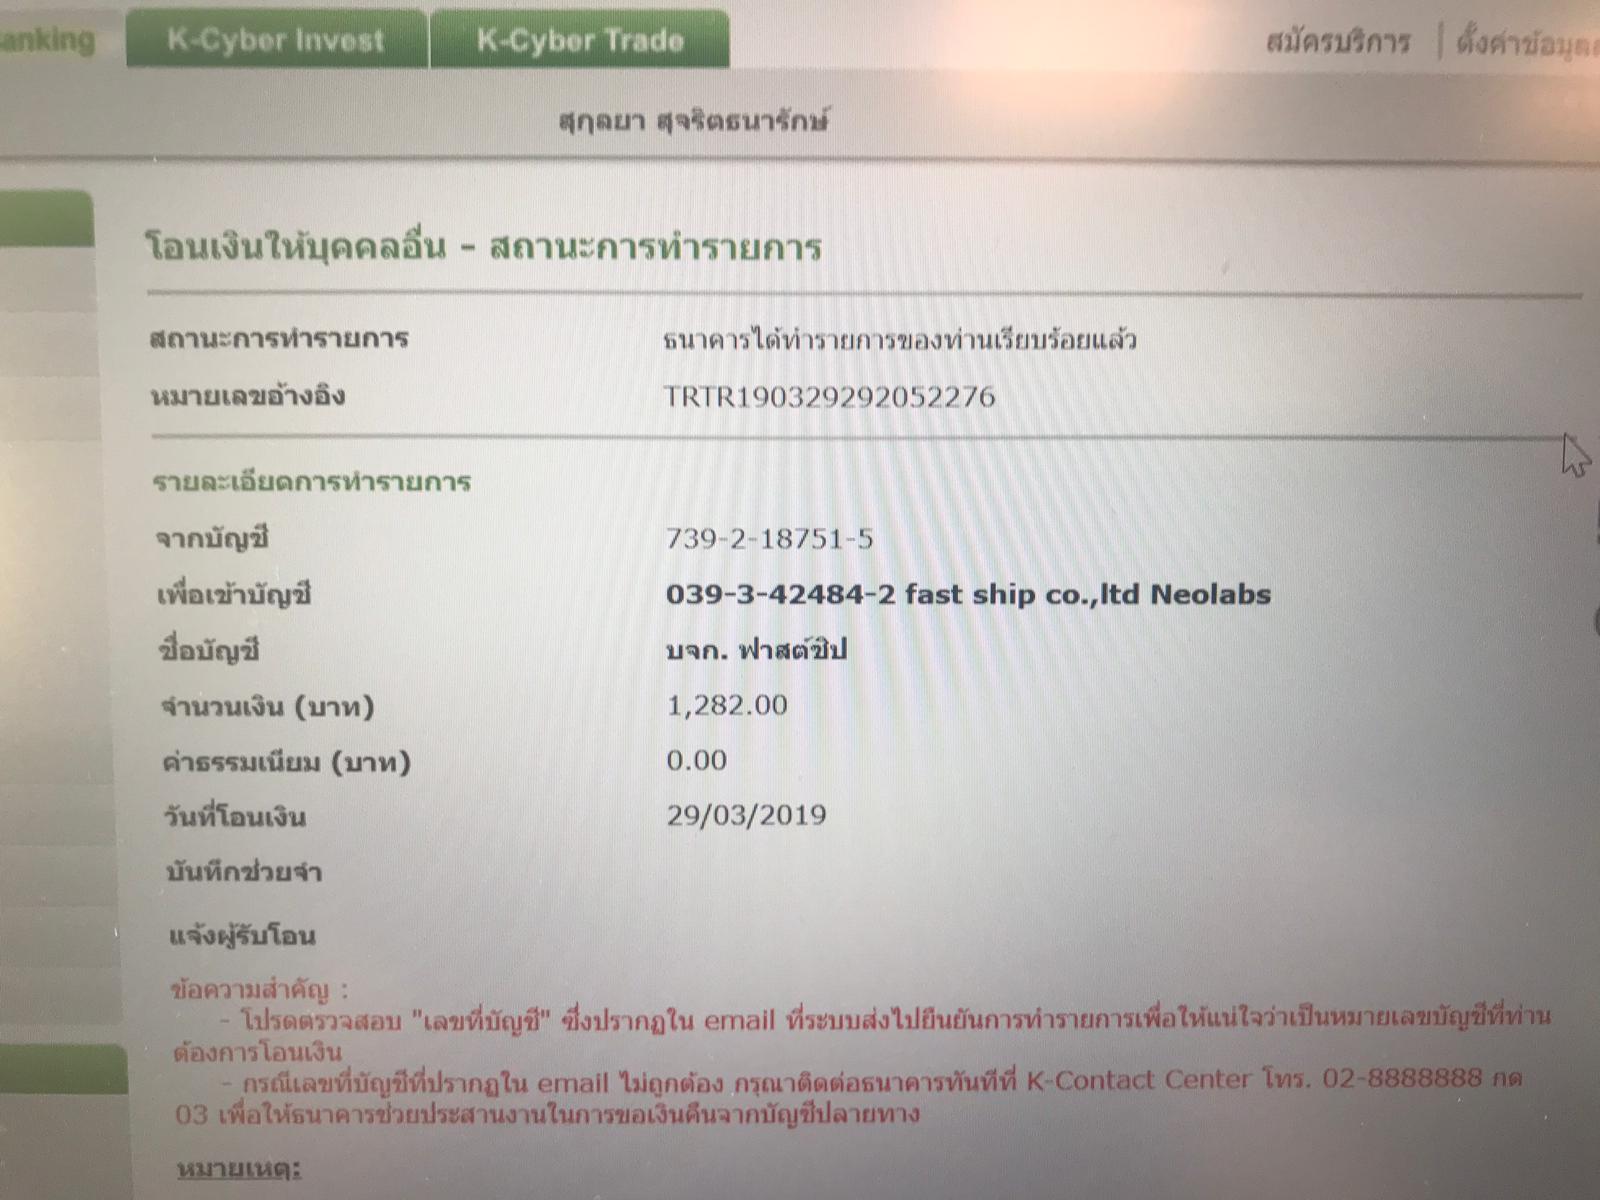 anking K-Cyber Invest K-Cyber Trade สมัครบริการ | ตั้งค่าข้อมูล
สุกุลยา สุจริตธนารักษ์
โอนเงินให้บุคคลอื่น - สถานะการทำรายการ
สถานะการทำรายการ ธนาคารได้ทำรายการของท่านเรียบร้อยแล้ว
หมายเลขอ้างอิง TRTR190329292052276
รายละเอียดการทำรายการ
จากบัญชี 739-2-18751-5
เพื่อเข้าบัญชี 039-3-42484-2 fast ship co.,ltd Neolabs
ชื่อบัญชี บจก. ฟาสต์ชิป
จำนวนเงิน (บาท) 1,282.00
ค่าธรรมเนียม (บาท) 0.00
วันที่โอนเงิน 29/03/2019
บันทึกช่วยจำ
แจ้งผู้รับโอน
ข้อความสำคัญ :
- โปรดตรวจสอบ "เลขที่บัญชี" ซึ่งปรากฏใน email ที่ระบบส่งไปยืนยันการทำรายการเพื่อให้แน่ใจว่าเป็นหมายเลขบัญชีที่ท่าน
ต้องการโอนเงิน
- กรณีเลขที่บัญชีที่ปรากฏใน email ไม่ถูกต้อง กรุณาติดต่อธนาคารทันทีที่ K-Contact Center โทร. 02-8888888 กด
03 เพื่อให้ธนาคารช่วยประสานงานในการขอเงินคืนจากบัญชีปลายทาง
หมายเหตุ: